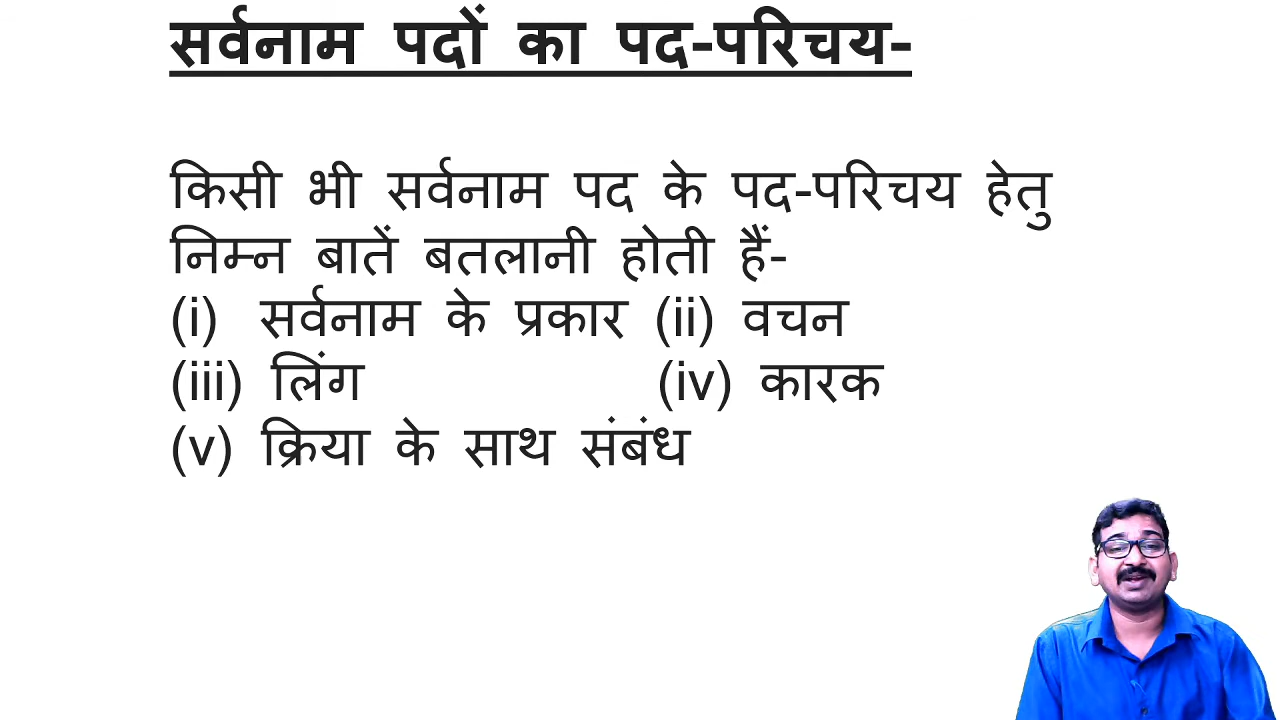 सर्वनाम पदों का पद-परिचय-
किसी भी सर्वनाम पद के पद-परिचय हेतु
निम्न बातें बतलानी होती हैं-
(i) सर्वनाम के प्रकार (ii) वचन
(iii) लिंग (iv) कारक
(v) क्रिया के साथ संबंध